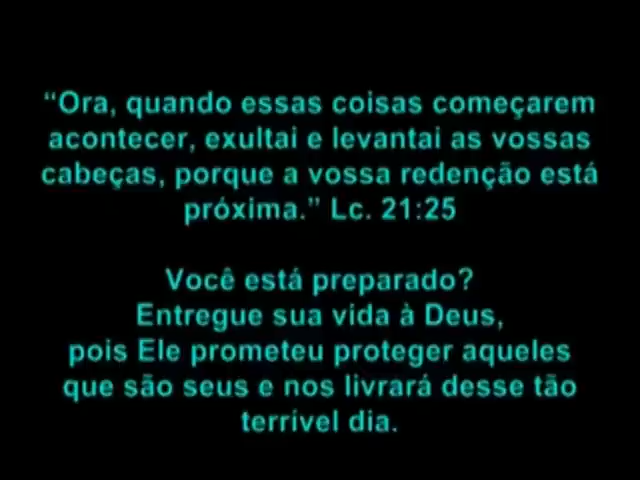 “Ora, quando essas coisas começarem
acontecer, exultai e levantai as vossas
cabeças, porque a vossa redenção está
próxima.” Lc. 21:25
Você está preparado?
Entregue sua vida à Deus,
pois Ele prometeu proteger aqueles
que são seus e nos livrará desse tão
terrível dia.